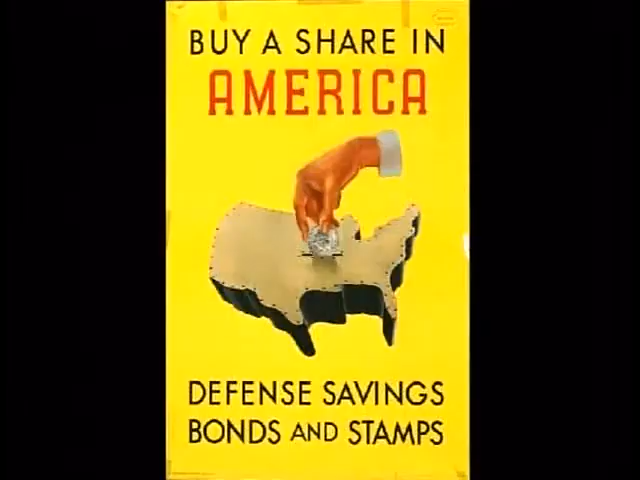 BUY A SHARE IN
AMERICA
DEFENSE SAVINGS
BONDS AND STAMPS